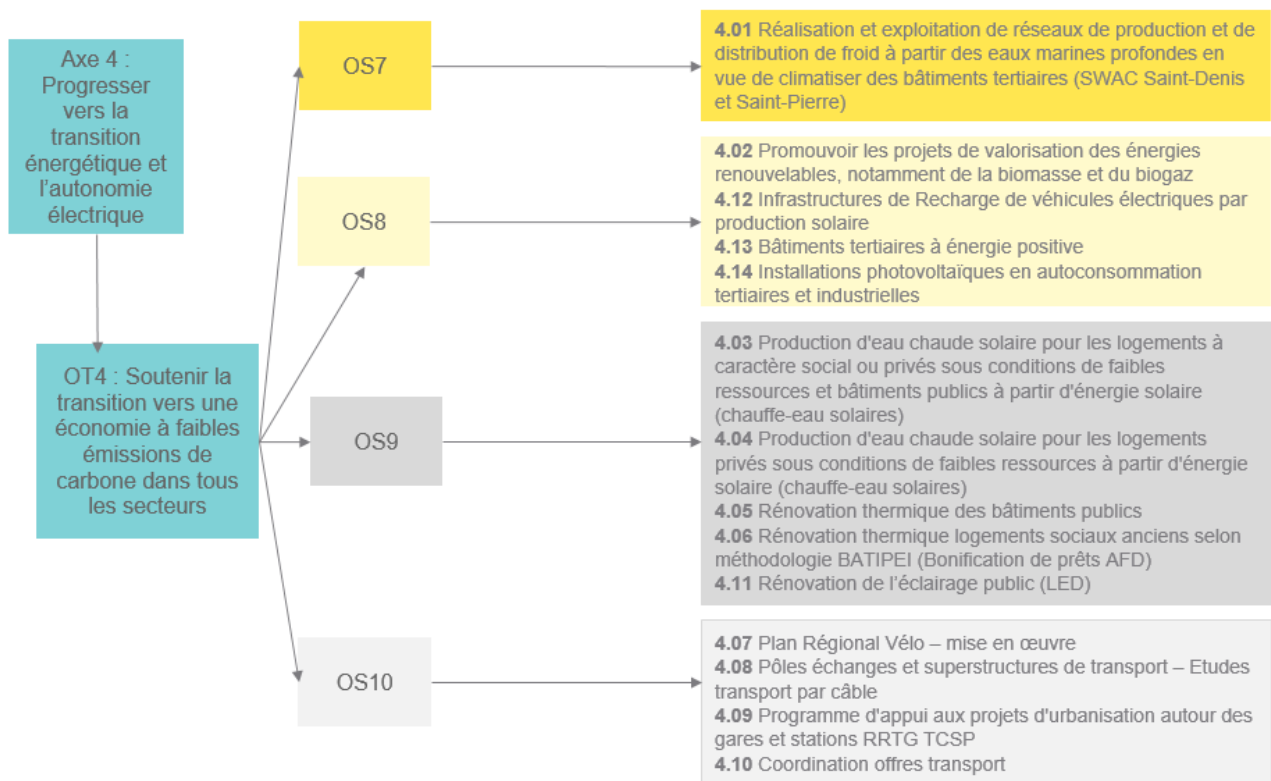 Axe 4 :
Progresser
vers la
transition
énergétique et
l'autonomie
électrique
OT4 : Soutenir la
transition vers une
économie à faibles
émissions de
carbone dans tous
les secteurs
OS7
4.01 Réalisation et exploitation de réseaux de production et de
distribution de froid à partir des eaux marines profondes en
vue de climatiser des bâtiments tertiaires (SWAC Saint-Denis
et Saint-Pierre)
OS8
4.02 Promouvoir les projets de valorisation des énergies
renouvelables, notamment de la biomasse et du biogaz
4.12 Infrastructures de Recharge de véhicules électriques par
production solaire
4.13 Bâtiments tertiaires à énergie positive
4.14 Installations photovoltaïques en autoconsommation
tertiaires et industrielles
OS9
4.03 Production d'eau chaude solaire pour les logements à
caractère social ou privés sous conditions de faibles
ressources et bâtiments publics à partir d'énergie solaire
(chauffe-eau solaires)
4.04 Production d'eau chaude solaire pour les logements
privés sous conditions de faibles ressources à partir d'énergie
solaire (chauffe-eau solaires)
4.05 Rénovation thermique des bâtiments publics
4.06 Rénovation thermique logements sociaux anciens selon
méthodologie BATIPEI (Bonification de prêts AFD)
4.11 Rénovation de l'éclairage public (LED)
OS10
4.07 Plan Régional Vélo – mise en œuvre
4.08 Pôles échanges et superstructures de transport – Etudes
transport par câble
4.09 Programme d'appui aux projets d'urbanisation autour des
gares et stations RRTG TCSP
4.10 Coordination offres transport